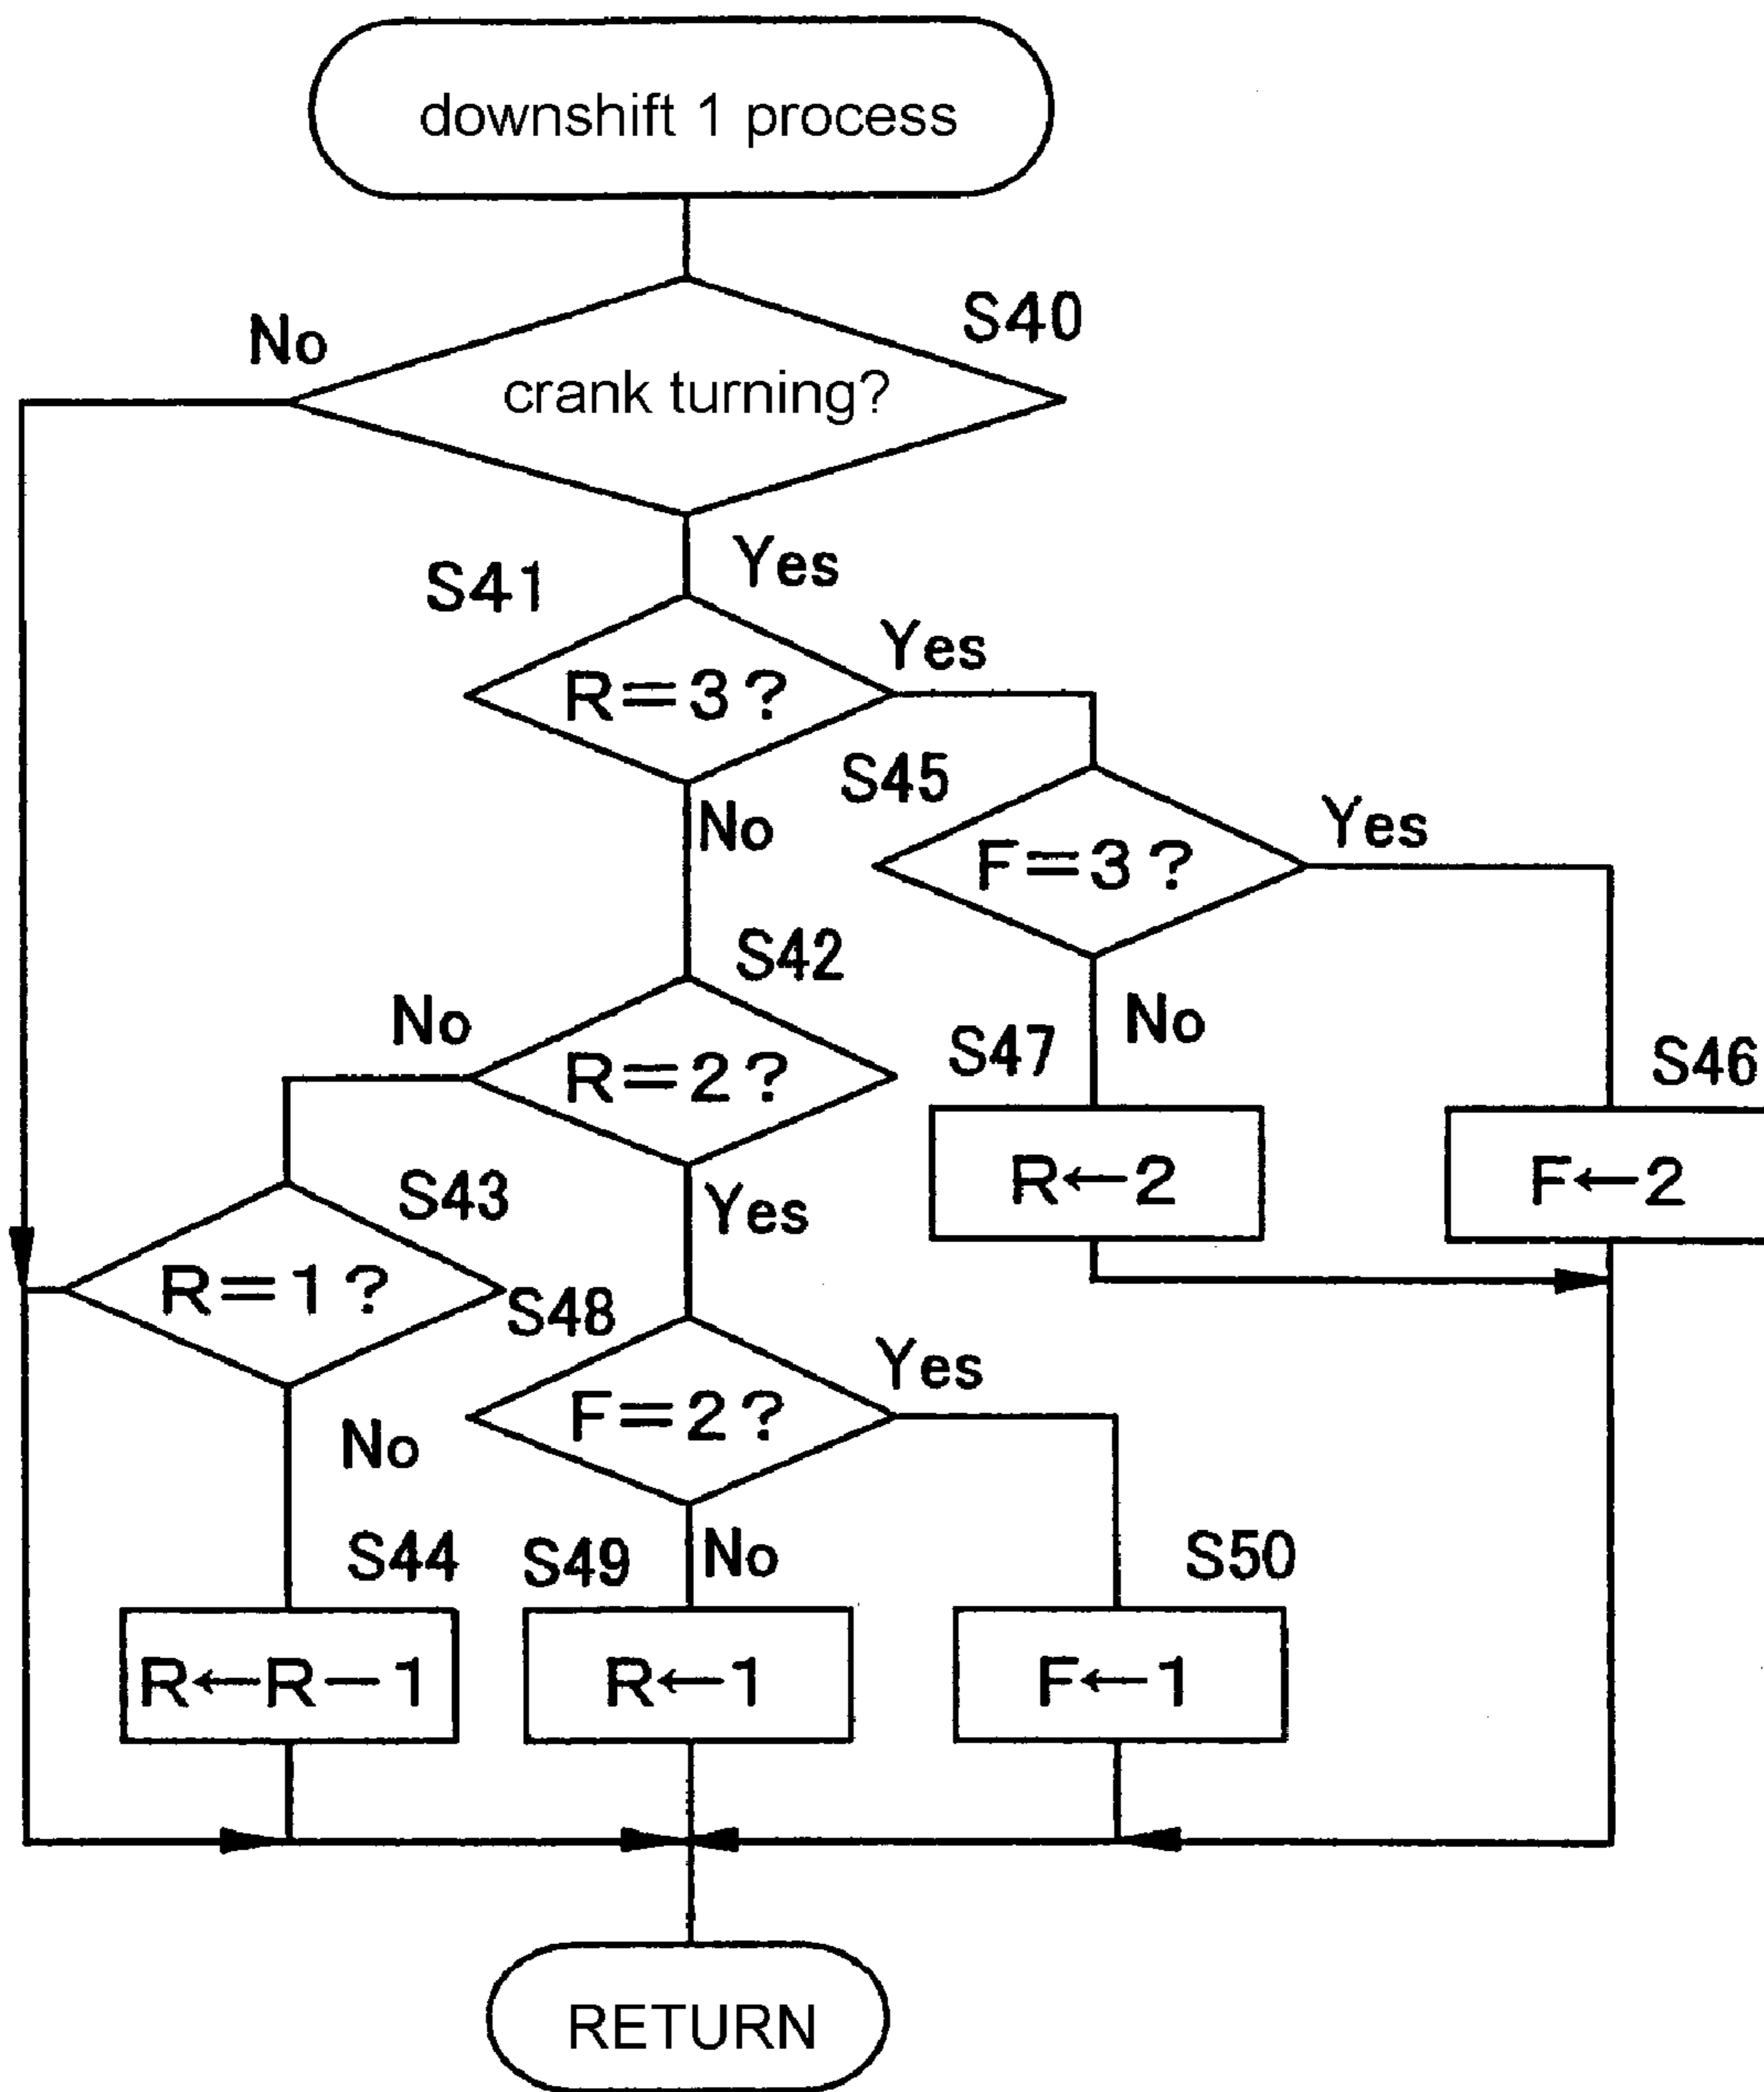 downshift 1 process
S40
No
crank turning?
Yes
S41
Yes
R=3?
S45
No
Yes
F=3?
S42
No
No
S47
S46
R=2?
R←2
F←2
S43
Yes
R=1?
S48
Yes
F=2?
No
S44
S49
No
S50
R←R-1
R←1
F←1
RETURN